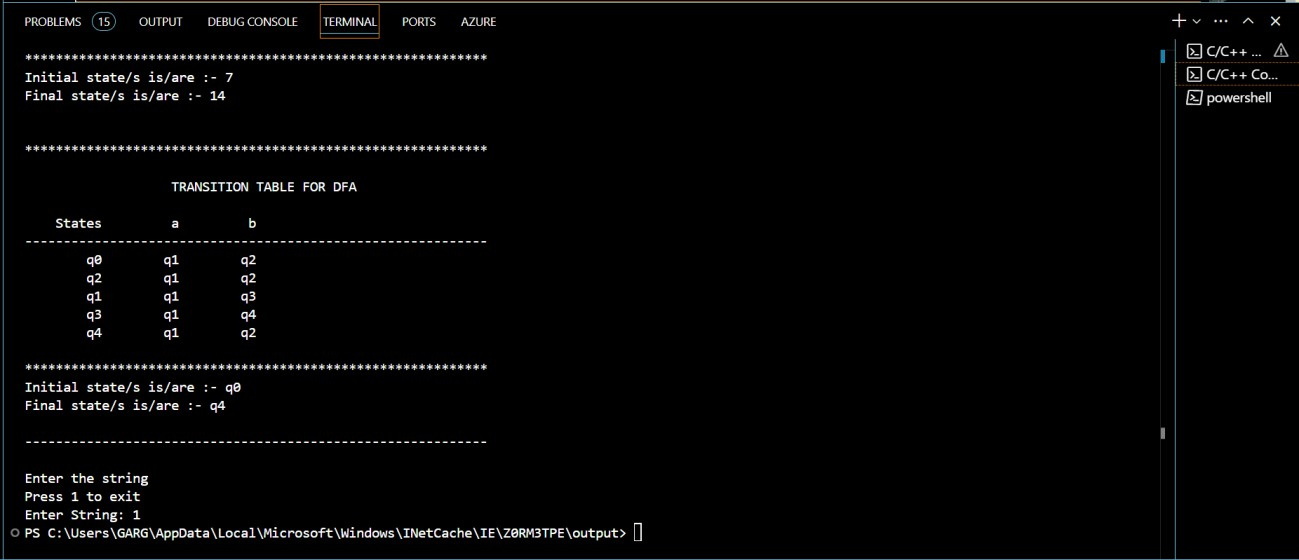 PROBLEMS 15 OUTPUT DEBUG CONSOLE TERMINAL PORTS AZURE
************************************************************
Initial state/s is/are :- 7
Final state/s is/are :- 14
************************************************************
TRANSITION TABLE FOR DFA
States a b
------------------------------------------------------------
q0 q1 q2
q2 q1 q2
q1 q1 q3
q3 q1 q4
q4 q1 q2
************************************************************
Initial state/s is/are :- q0
Final state/s is/are :- q4
------------------------------------------------------------
Enter the string
Press 1 to exit
Enter String: 1
PS C:\Users\GARG\AppData\Local\Microsoft\Windows\INetCache\IE\Z0RM3TPE\output>
C/C++ ...
C/C++ Co...
powershell